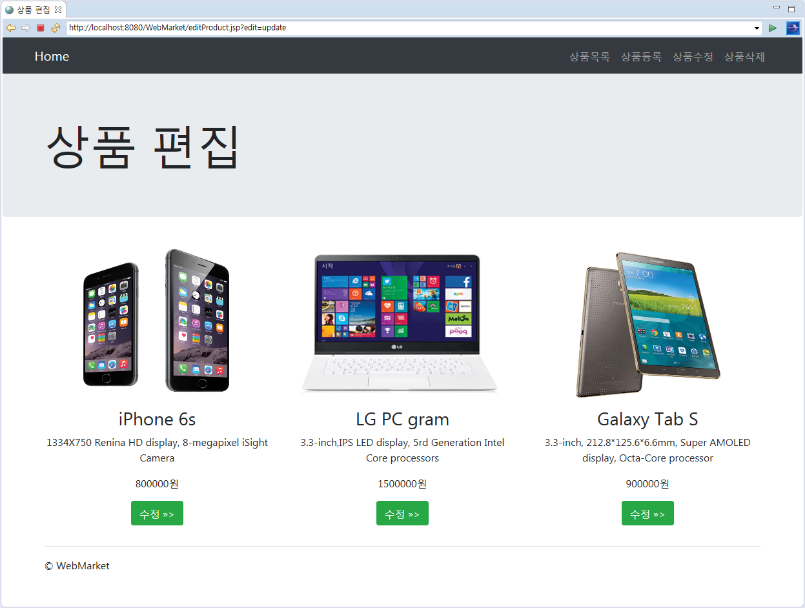 상품 편집
http://localhost:8080/WebMarket/editProduct.jsp?edit=update
Home 상품목록 상품등록 상품수정 상품삭제
상품 편집
시작
LG
iPhone 6s LG PC gram Galaxy Tab S
1334X750 Renina HD display, 8-megapixel iSight
Camera
3.3-inch,IPS LED display, 5rd Generation Intel
Core processors
3.3-inch, 212.8*125.6*6.6mm, Super AMOLED
display, Octa-Core processor
800000원 1500000원 900000원
수정 »> 수정 »> 수정 »>
© WebMarket